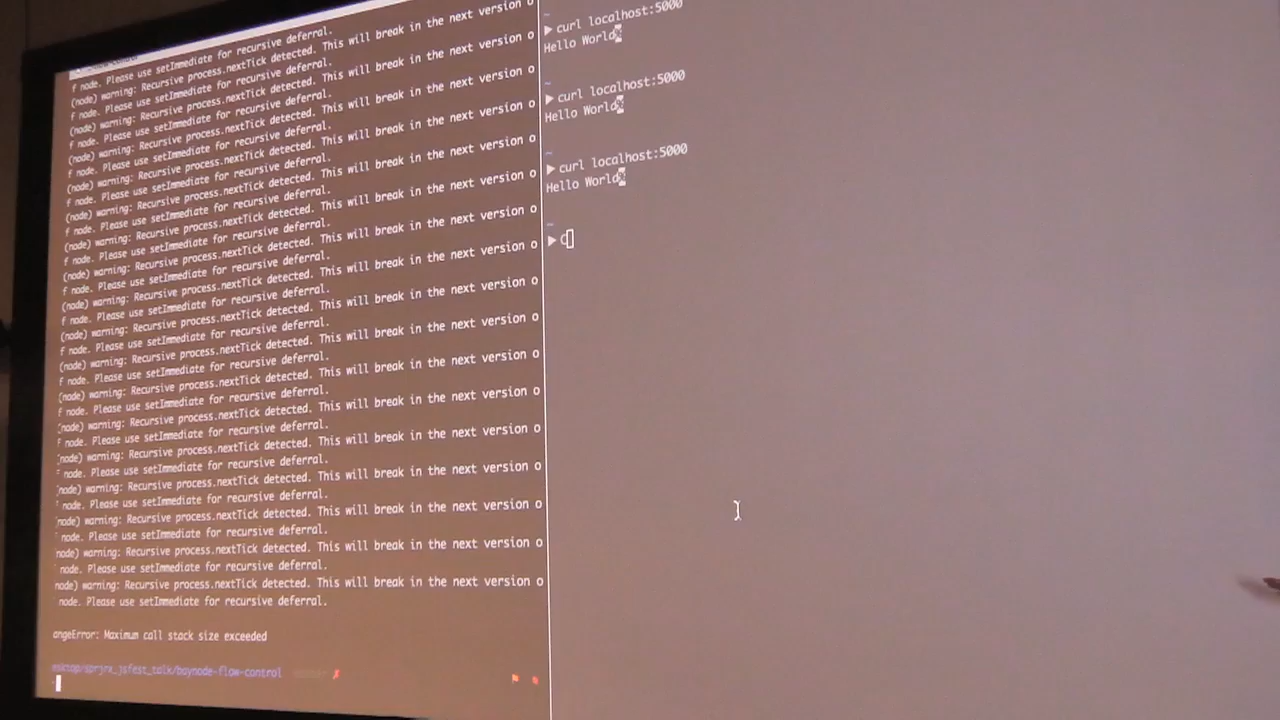 f node. Please use setImmediate for recursive deferral.
(node) warning: Recursive process.nextTick detected. This will break in the next version o
f node. Please use setImmediate for recursive deferral.
(node) warning: Recursive process.nextTick detected. This will break in the next version o
f node. Please use setImmediate for recursive deferral.
(node) warning: Recursive process.nextTick detected. This will break in the next version o
f node. Please use setImmediate for recursive deferral.
(node) warning: Recursive process.nextTick detected. This will break in the next version o
f node. Please use setImmediate for recursive deferral.
(node) warning: Recursive process.nextTick detected. This will break in the next version o
f node. Please use setImmediate for recursive deferral.
(node) warning: Recursive process.nextTick detected. This will break in the next version o
f node. Please use setImmediate for recursive deferral.
(node) warning: Recursive process.nextTick detected. This will break in the next version o
f node. Please use setImmediate for recursive deferral.
(node) warning: Recursive process.nextTick detected. This will break in the next version o
f node. Please use setImmediate for recursive deferral.
(node) warning: Recursive process.nextTick detected. This will break in the next version o
f node. Please use setImmediate for recursive deferral.
(node) warning: Recursive process.nextTick detected. This will break in the next version o
f node. Please use setImmediate for recursive deferral.
(node) warning: Recursive process.nextTick detected. This will break in the next version o
f node. Please use setImmediate for recursive deferral.
(node) warning: Recursive process.nextTick detected. This will break in the next version o
node. Please use setImmediate for recursive deferral.
node) warning: Recursive process.nextTick detected. This will break in the next version o
node. Please use setImmediate for recursive deferral.
node) warning: Recursive process.nextTick detected. This will break in the next version o
node. Please use setImmediate for recursive deferral.
node) warning: Recursive process.nextTick detected. This will break in the next version o
node. Please use setImmediate for recursive deferral.
node) warning: Recursive process.nextTick detected. This will break in the next version o
node. Please use setImmediate for recursive deferral.
angeError: Maximum call stack size exceeded
esktop/sprjrx_jsfest_talk/baynode-flow-control
curl localhost:5000
Hello World%
~
curl localhost:5000
Hello World%
~
curl localhost:5000
Hello World%
~
c